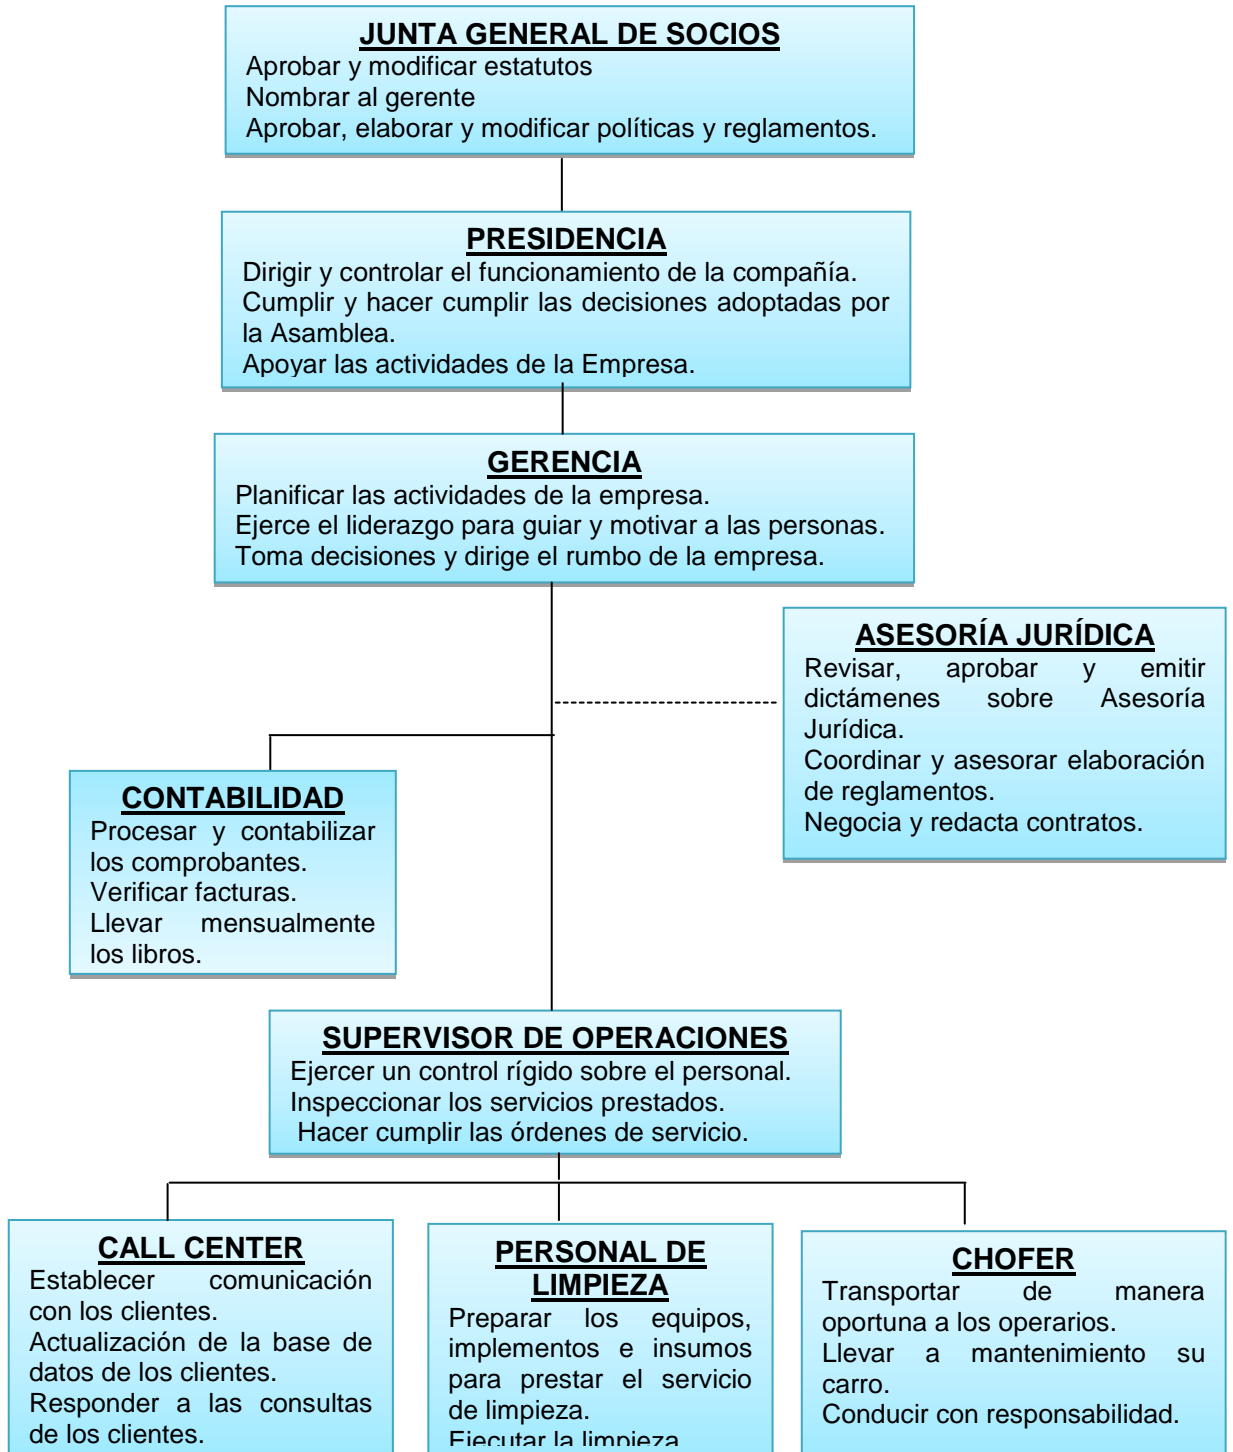 JUNTA GENERAL DE SOCIOS
Aprobar y modificar estatutos
Nombrar al gerente
Aprobar, elaborar y modificar políticas y reglamentos.
PRESIDENCIA
Dirigir y controlar el funcionamiento de la compañía.
Cumplir y hacer cumplir las decisiones adoptadas por
la Asamblea.
Apoyar las actividades de la Empresa.
GERENCIA
Planificar las actividades de la empresa.
Ejerce el liderazgo para guiar y motivar a las personas.
Toma decisiones y dirige el rumbo de la empresa.
ASESORÍA JURÍDICA
Revisar, aprobar y emitir
dictámenes sobre Asesoría
Jurídica.
Coordinar y asesorar elaboración
de reglamentos.
Negocia y redacta contratos.
CONTABILIDAD
Procesar y contabilizar
los comprobantes.
Verificar facturas.
Llevar mensualmente
los libros.
SUPERVISOR DE OPERACIONES
Ejercer un control rígido sobre el personal.
Inspeccionar los servicios prestados.
Hacer cumplir las órdenes de servicio.
CALL CENTER
Establecer comunicación
con los clientes.
Actualización de la base de
datos de los clientes.
Responder a las consultas
de los clientes.
PERSONAL DE
LIMPIEZA
Preparar los equipos,
implementos e insumos
para prestar el servicio
de limpieza.
Ejecutar la limpieza
CHOFER
Transportar de manera
oportuna a los operarios.
Llevar a mantenimiento su
carro.
Conducir con responsabilidad.